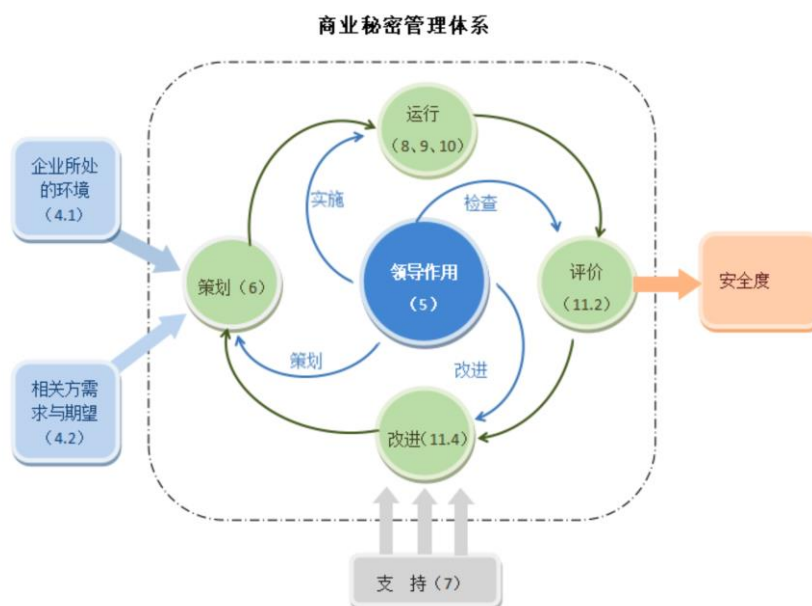 商业秘密管理体系
运行
(8、9、10)
企业所处
的环境
(4.1)
实施
检查
策划(6)
领导作用
(5)
评价
(11.2)
安全度
策划
改进
相关方需
求与期望
(4.2)
改进(11.4)
支 持(7)